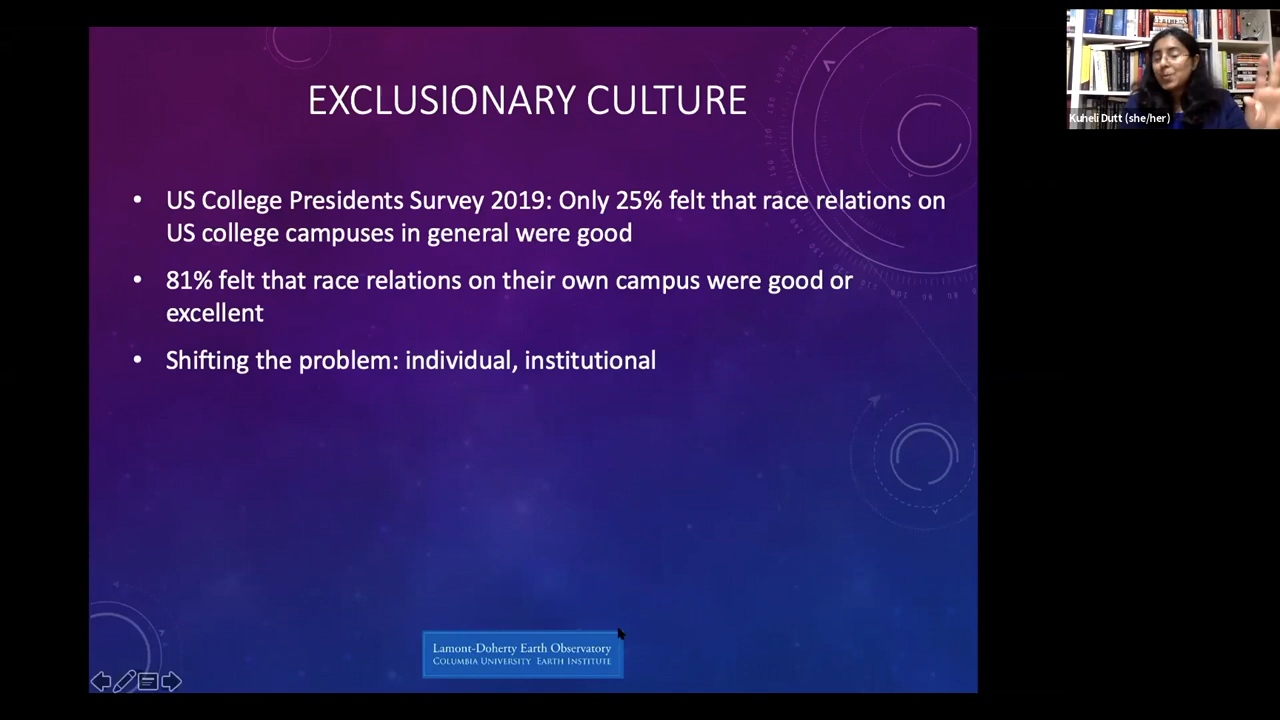 EXCLUSIONARY CULTURE
• US College Presidents Survey 2019: Only 25% felt that race relations on
US college campuses in general were good
• 81% felt that race relations on their own campus were good or
excellent
• Shifting the problem: individual, institutional
Lamont-Doherty Earth Observatory
COLUMBIA UNIVERSITY EARTH INSTITUTE
Kuheli Dutt (she/her)